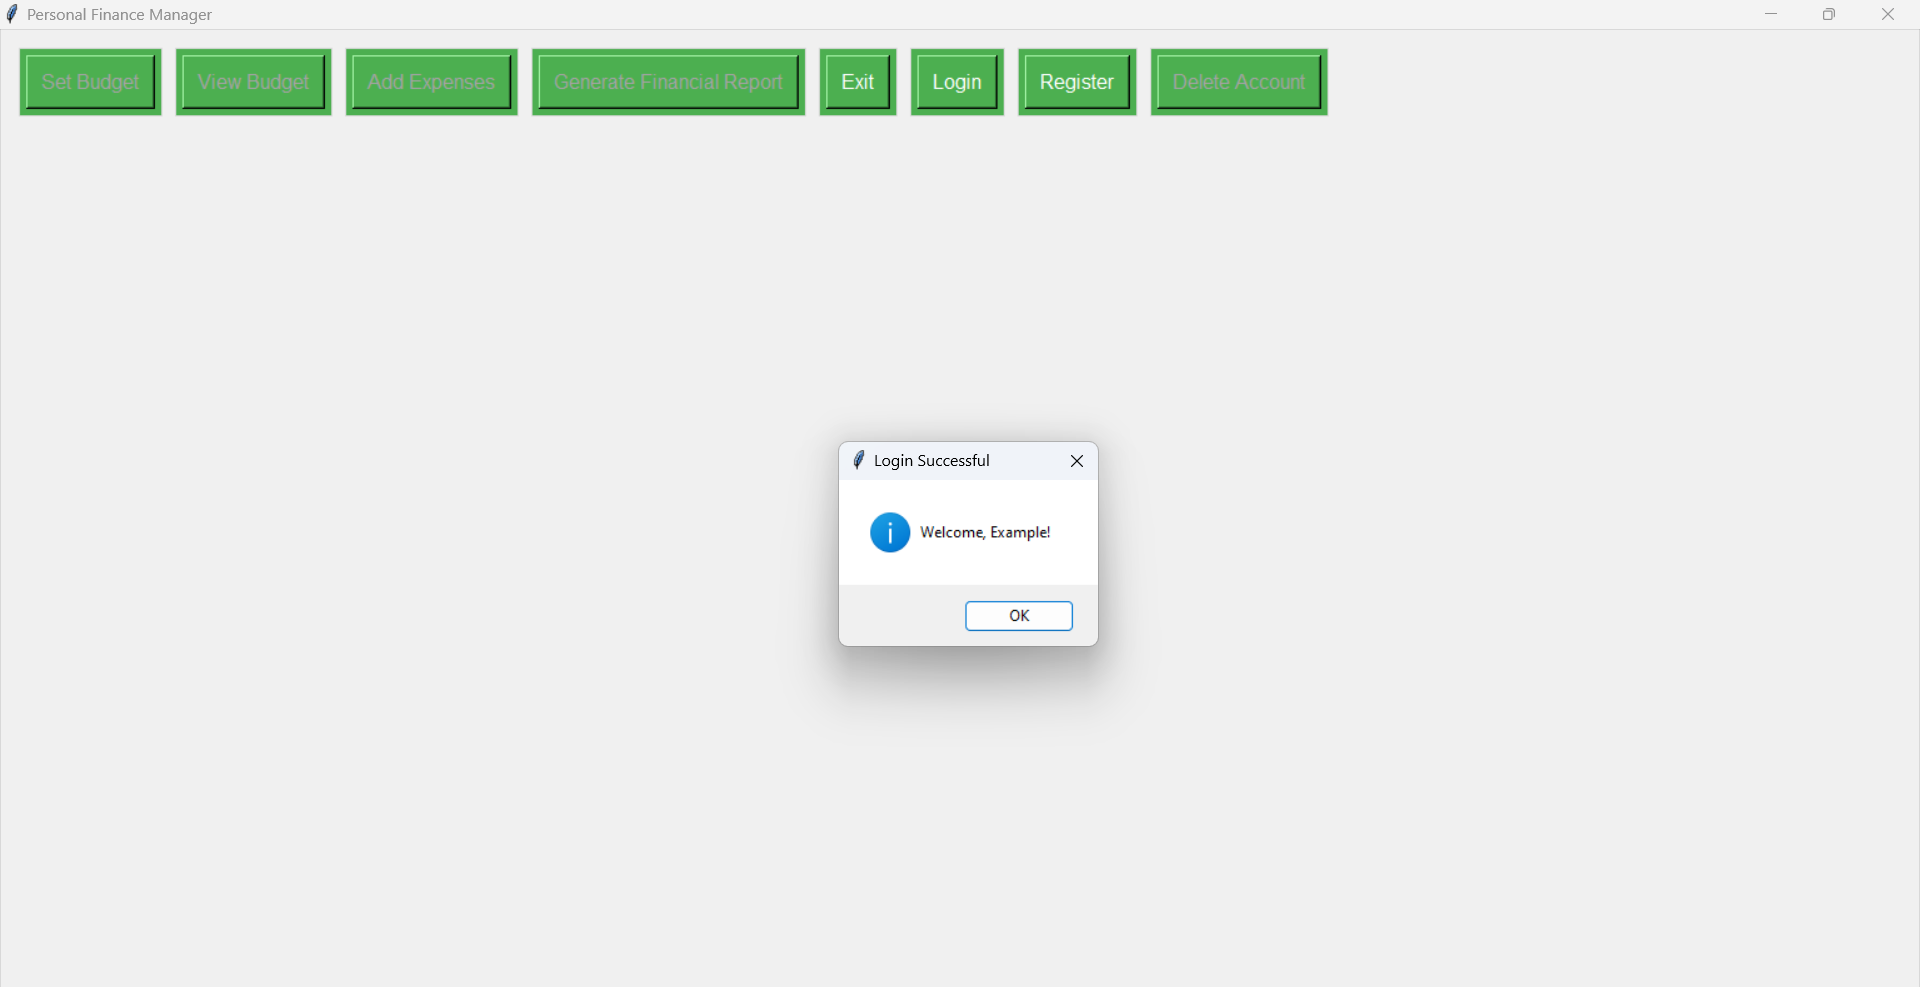 Personal Finance Manager
Set Budget View Budget Add Expenses Generate Financial Report Exit Login Register Delete Account
Login Successful
Welcome, Example!
OK